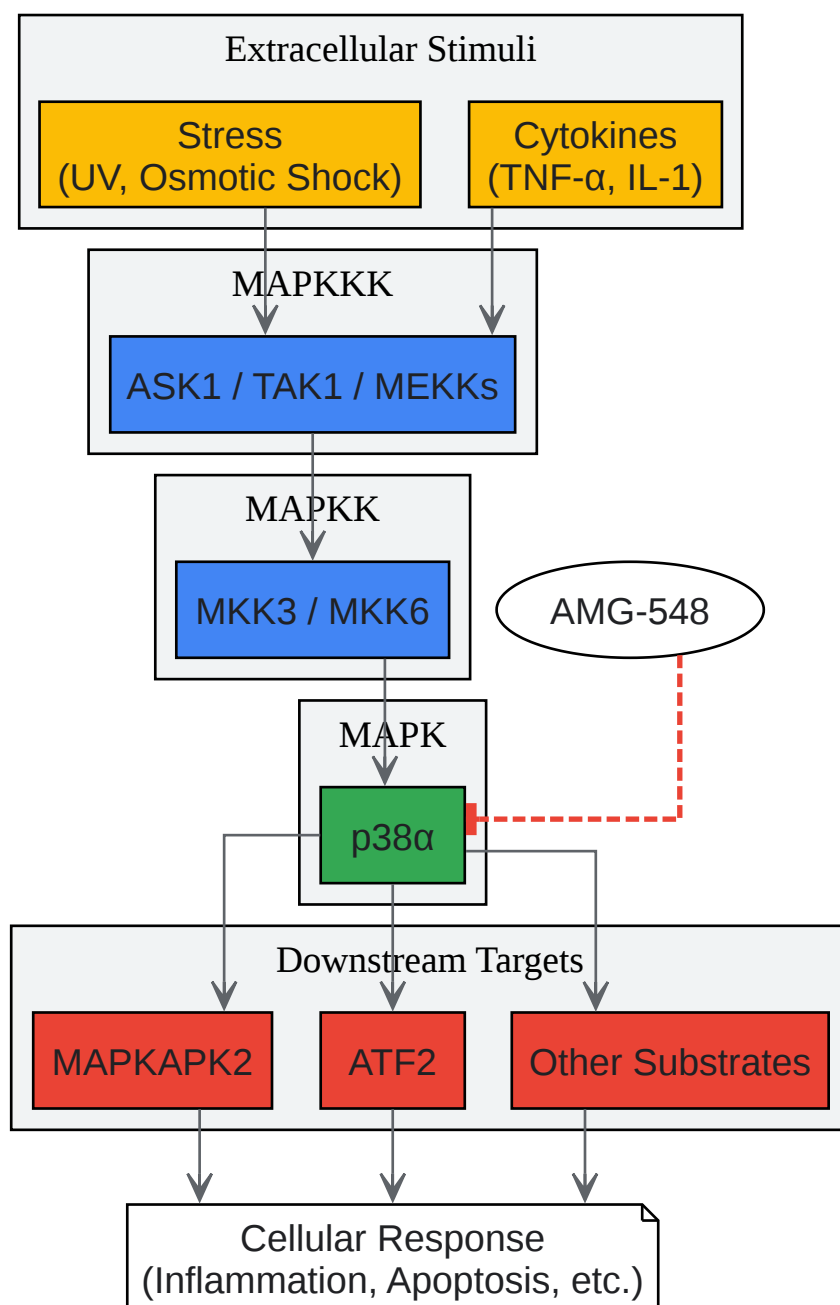 Extracellular Stimuli
Stress
(UV, Osmotic Shock)
Cytokines
(TNF-α, IL-1)
MAPKKK
ASK1 / TAK1 / MEKKs
MAPKK
MKK3 / MKK6
AMG-548
MAPK
p38α
Downstream Targets
MAPKAPK2
ATF2
Other Substrates
Cellular Response
(Inflammation, Apoptosis, etc.)